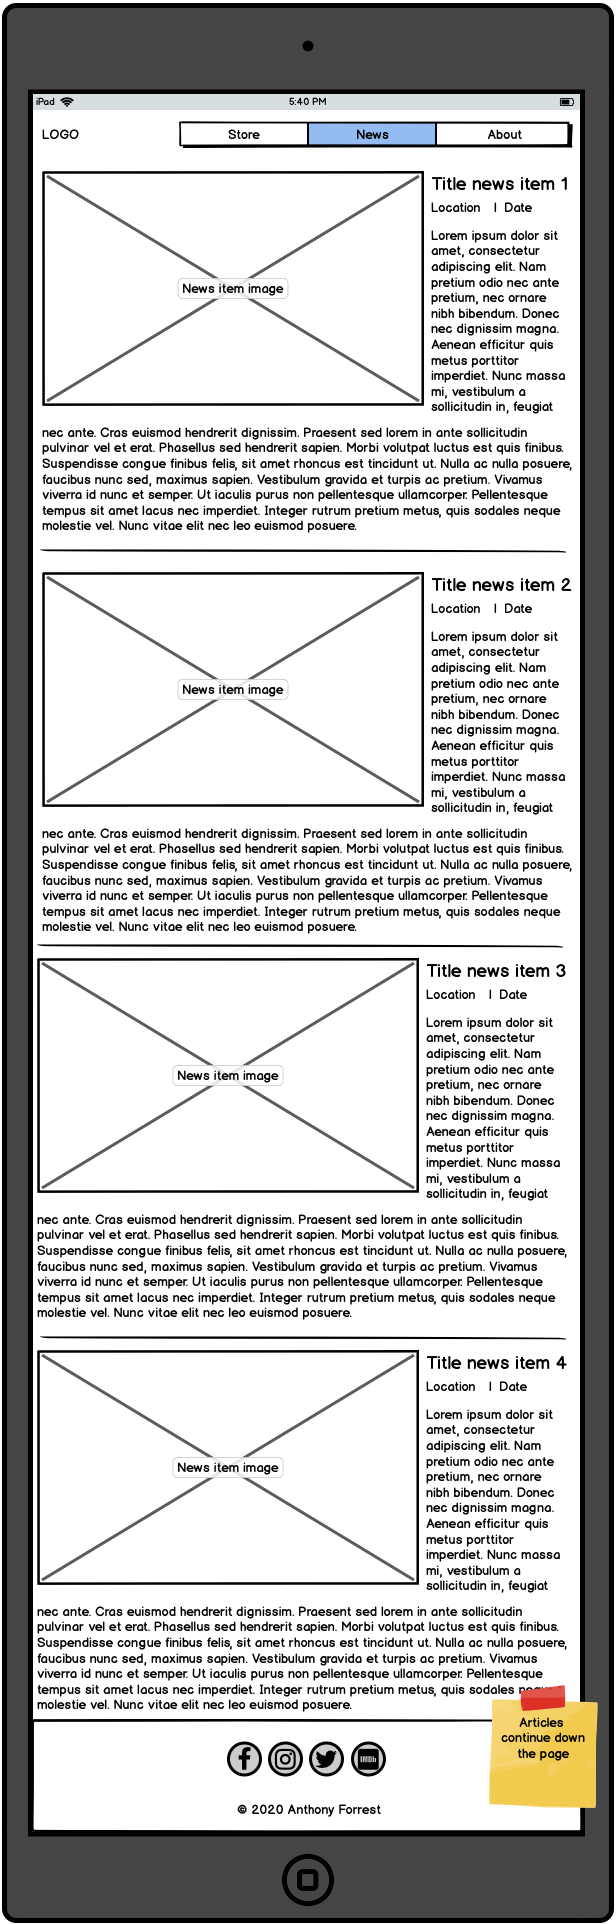 iPad 5:40 PM
LOGO Store News About
News item image
Title news item 1
Location | Date
Lorem ipsum dolor sit
amet, consectetur
adipiscing elit. Nam
pretium odio nec ante
pretium, nec ornare
nibh bibendum. Donec
nec dignissim magna.
Aenean efficitur quis
metus porttitor
imperdiet. Nunc massa
mi, vestibulum a
sollicitudin in, feugiat
nec ante. Cras euismod hendrerit dignissim. Praesent sed lorem in ante sollicitudin
pulvinar vel et erat. Phasellus sed hendrerit sapien. Morbi volutpat luctus est quis finibus.
Suspendisse congue finibus felis, sit amet rhoncus est tincidunt ut. Nulla ac nulla posuere,
faucibus nunc sed, maximus sapien. Vestibulum gravida et turpis ac pretium. Vivamus
viverra id nunc et semper. Ut iaculis purus non pellentesque ullamcorper. Pellentesque
tempus sit amet lacus nec imperdiet. Integer rutrum pretium metus, quis sodales neque
molestie vel. Nunc vitae elit nec leo euismod posuere.
News item image
Title news item 2
Location | Date
Lorem ipsum dolor sit
amet, consectetur
adipiscing elit. Nam
pretium odio nec ante
pretium, nec ornare
nibh bibendum. Donec
nec dignissim magna.
Aenean efficitur quis
metus porttitor
imperdiet. Nunc massa
mi, vestibulum a
sollicitudin in, feugiat
nec ante. Cras euismod hendrerit dignissim. Praesent sed lorem in ante sollicitudin
pulvinar vel et erat. Phasellus sed hendrerit sapien. Morbi volutpat luctus est quis finibus.
Suspendisse congue finibus felis, sit amet rhoncus est tincidunt ut. Nulla ac nulla posuere,
faucibus nunc sed, maximus sapien. Vestibulum gravida et turpis ac pretium. Vivamus
viverra id nunc et semper. Ut iaculis purus non pellentesque ullamcorper. Pellentesque
tempus sit amet lacus nec imperdiet. Integer rutrum pretium metus, quis sodales neque
molestie vel. Nunc vitae elit nec leo euismod posuere.
News item image
Title news item 3
Location | Date
Lorem ipsum dolor sit
amet, consectetur
adipiscing elit. Nam
pretium odio nec ante
pretium, nec ornare
nibh bibendum. Donec
nec dignissim magna.
Aenean efficitur quis
metus porttitor
imperdiet. Nunc massa
mi, vestibulum a
sollicitudin in, feugiat
nec ante. Cras euismod hendrerit dignissim. Praesent sed lorem in ante sollicitudin
pulvinar vel et erat. Phasellus sed hendrerit sapien. Morbi volutpat luctus est quis finibus.
Suspendisse congue finibus felis, sit amet rhoncus est tincidunt ut. Nulla ac nulla posuere,
faucibus nunc sed, maximus sapien. Vestibulum gravida et turpis ac pretium. Vivamus
viverra id nunc et semper. Ut iaculis purus non pellentesque ullamcorper. Pellentesque
tempus sit amet lacus nec imperdiet. Integer rutrum pretium metus, quis sodales neque
molestie vel. Nunc vitae elit nec leo euismod posuere.
News item image
Title news item 4
Location | Date
Lorem ipsum dolor sit
amet, consectetur
adipiscing elit. Nam
pretium odio nec ante
pretium, nec ornare
nibh bibendum. Donec
nec dignissim magna.
Aenean efficitur quis
metus porttitor
imperdiet. Nunc massa
mi, vestibulum a
sollicitudin in, feugiat
nec ante. Cras euismod hendrerit dignissim. Praesent sed lorem in ante sollicitudin
pulvinar vel et erat. Phasellus sed hendrerit sapien. Morbi volutpat luctus est quis finibus.
Suspendisse congue finibus felis, sit amet rhoncus est tincidunt ut. Nulla ac nulla posuere,
faucibus nunc sed, maximus sapien. Vestibulum gravida et turpis ac pretium. Vivamus
viverra id nunc et semper. Ut iaculis purus non pellentesque ullamcorper. Pellentesque
tempus sit amet lacus nec imperdiet. Integer rutrum pretium metus, quis sodales
molestie vel. Nunc vitae elit nec leo euismod posuere.
Articles
continue down
the page
IMDb
© 2020 Anthony Forrest